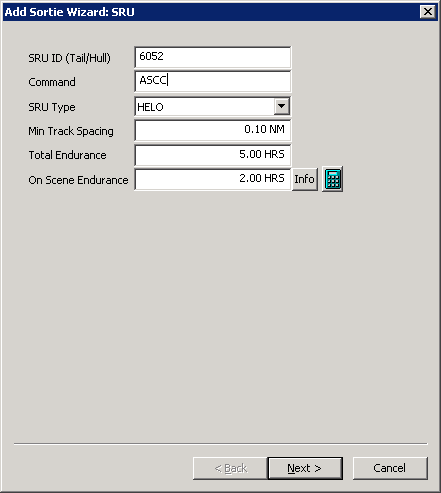 Add Sortie Wizard: SRU
SRU ID (Tail/Hull) 6052
Command ASCC
SRU Type HELO
Min Track Spacing 0.10 NM
Total Endurance 5.00 HRS
On Scene Endurance 2.00 HRS Info
< Back Next > Cancel